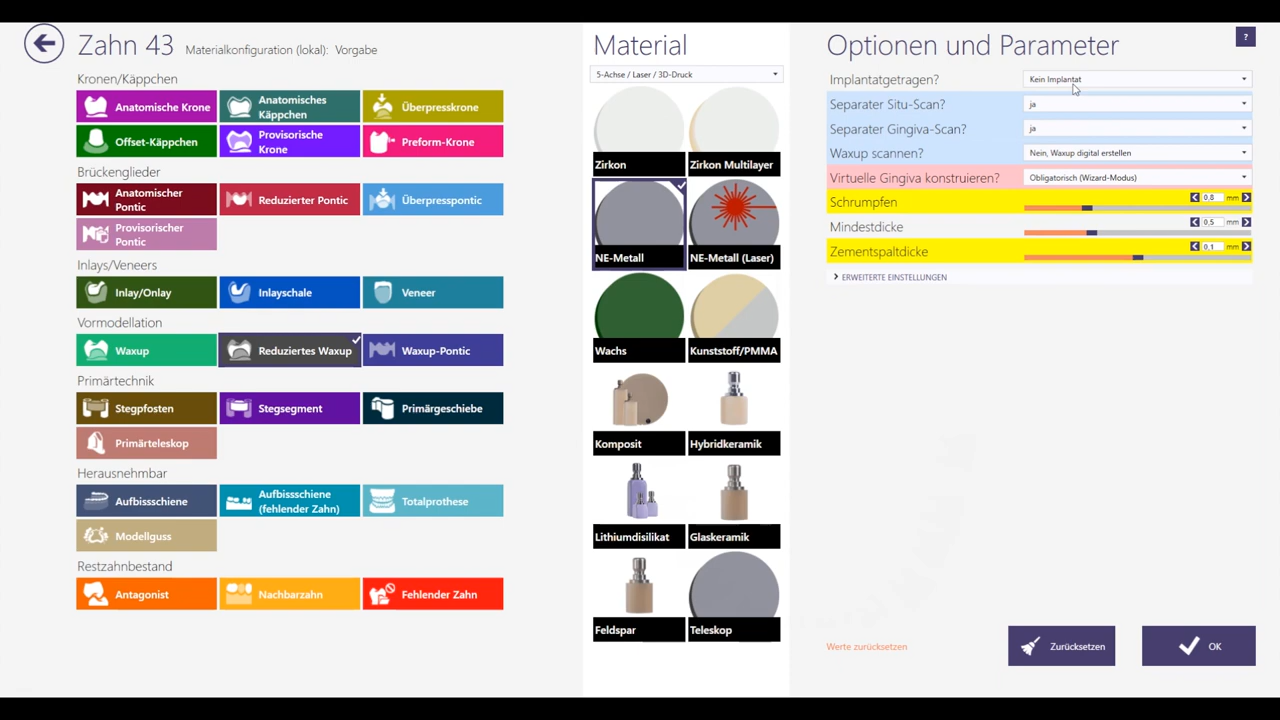 Zahn 43 Materialkonfiguration (lokal): Vorgabe
Kronen/Käppchen
Anatomische Krone
Anatomisches
Käppchen
Überpresskrone
Offset-Käppchen
Provisorische
Krone
Preform-Krone
Brückenglieder
Anatomischer
Pontic
Reduzierter Pontic
Überpresspontic
Provisorischer
Pontic
Inlays/Veneers
Inlay/Onlay
Inlayschale
Veneer
Vormodellation
Waxup
Reduziertes Waxup
Waxup-Pontic
Primärtechnik
Stegpfosten
Stegsegment
Primärgeschiebe
Primärteleskop
Herausnehmbar
Aufbissschiene
Aufbissschiene
(fehlender Zahn)
Totalprothese
Modellguss
Restzahnbestand
Antagonist
Nachbarzahn
Fehlender Zahn
Material
5-Achse / Laser / 3D-Druck
Zirkon
Zirkon Multilayer
NE-Metall
NE-Metall (Laser)
Wachs
Kunststoff/PMMA
Komposit
Hybridkeramik
Lithiumdisilikat
Glaskeramik
Feldspar
Teleskop
Optionen und Parameter
?
Implantatgetragen? Kein Implantat
Separater Situ-Scan? ja
Separater Gingiva-Scan? ja
Waxup scannen? Nein, Waxup digital erstellen
Virtuelle Gingiva konstruieren? Obligatorisch (Wizard-Modus)
Schrumpfen 0,8 mm
Mindestdicke 0,5 mm
Zementspaltdicke 0,1 mm
ERWEITERTE EINSTELLUNGEN
Werte zurücksetzen
Zurücksetzen
OK